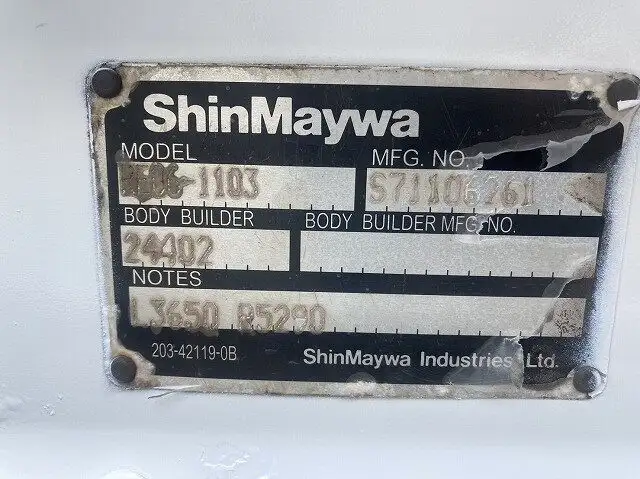 ShinMaywa
MODEL MFG. NO.
S71106261
BODY BUILDER BODY BUILDER MFG. NO.
24402
NOTES
L3650 R5290
203-42119-0B ShinMaywa Industries Ltd.